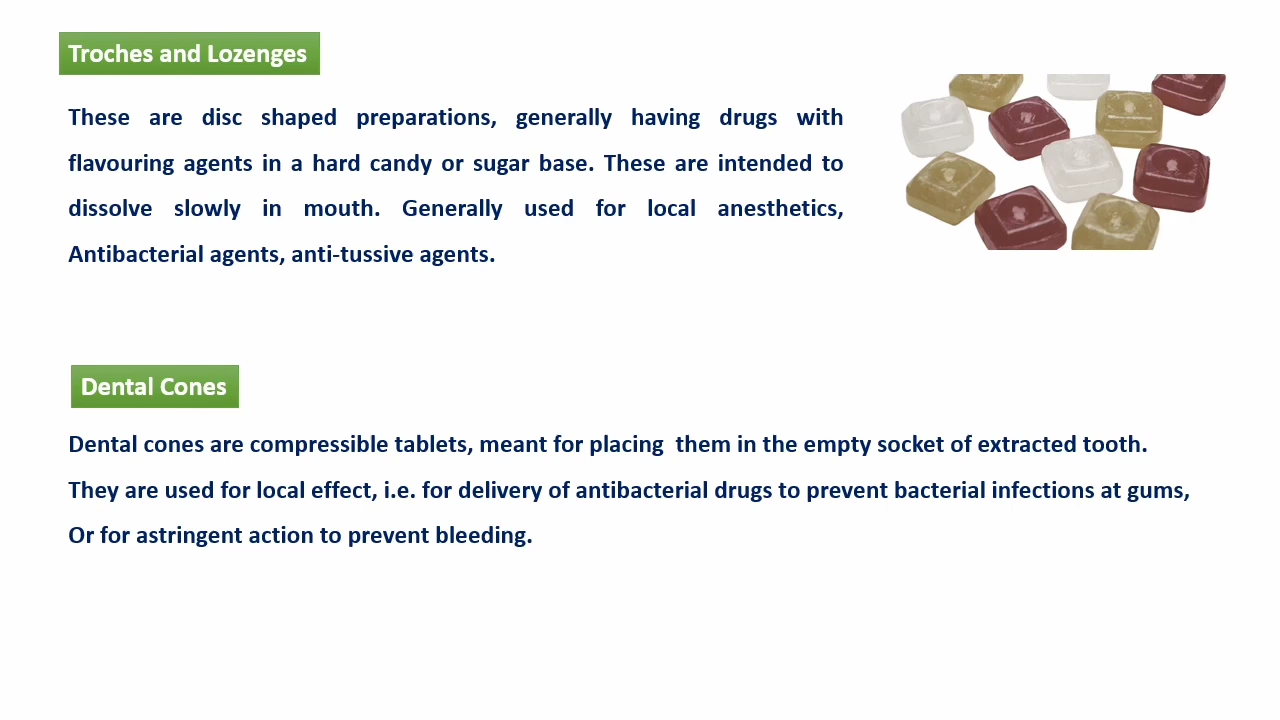 Troches and Lozenges
These are disc shaped preparations, generally having drugs with
flavouring agents in a hard candy or sugar base. These are intended to
dissolve slowly in mouth. Generally used for local anesthetics,
Antibacterial agents, anti-tussive agents.
Dental Cones
Dental cones are compressible tablets, meant for placing  them in the empty socket of extracted tooth.
They are used for local effect, i.e. for delivery of antibacterial drugs to prevent bacterial infections at gums,
Or for astringent action to prevent bleeding.